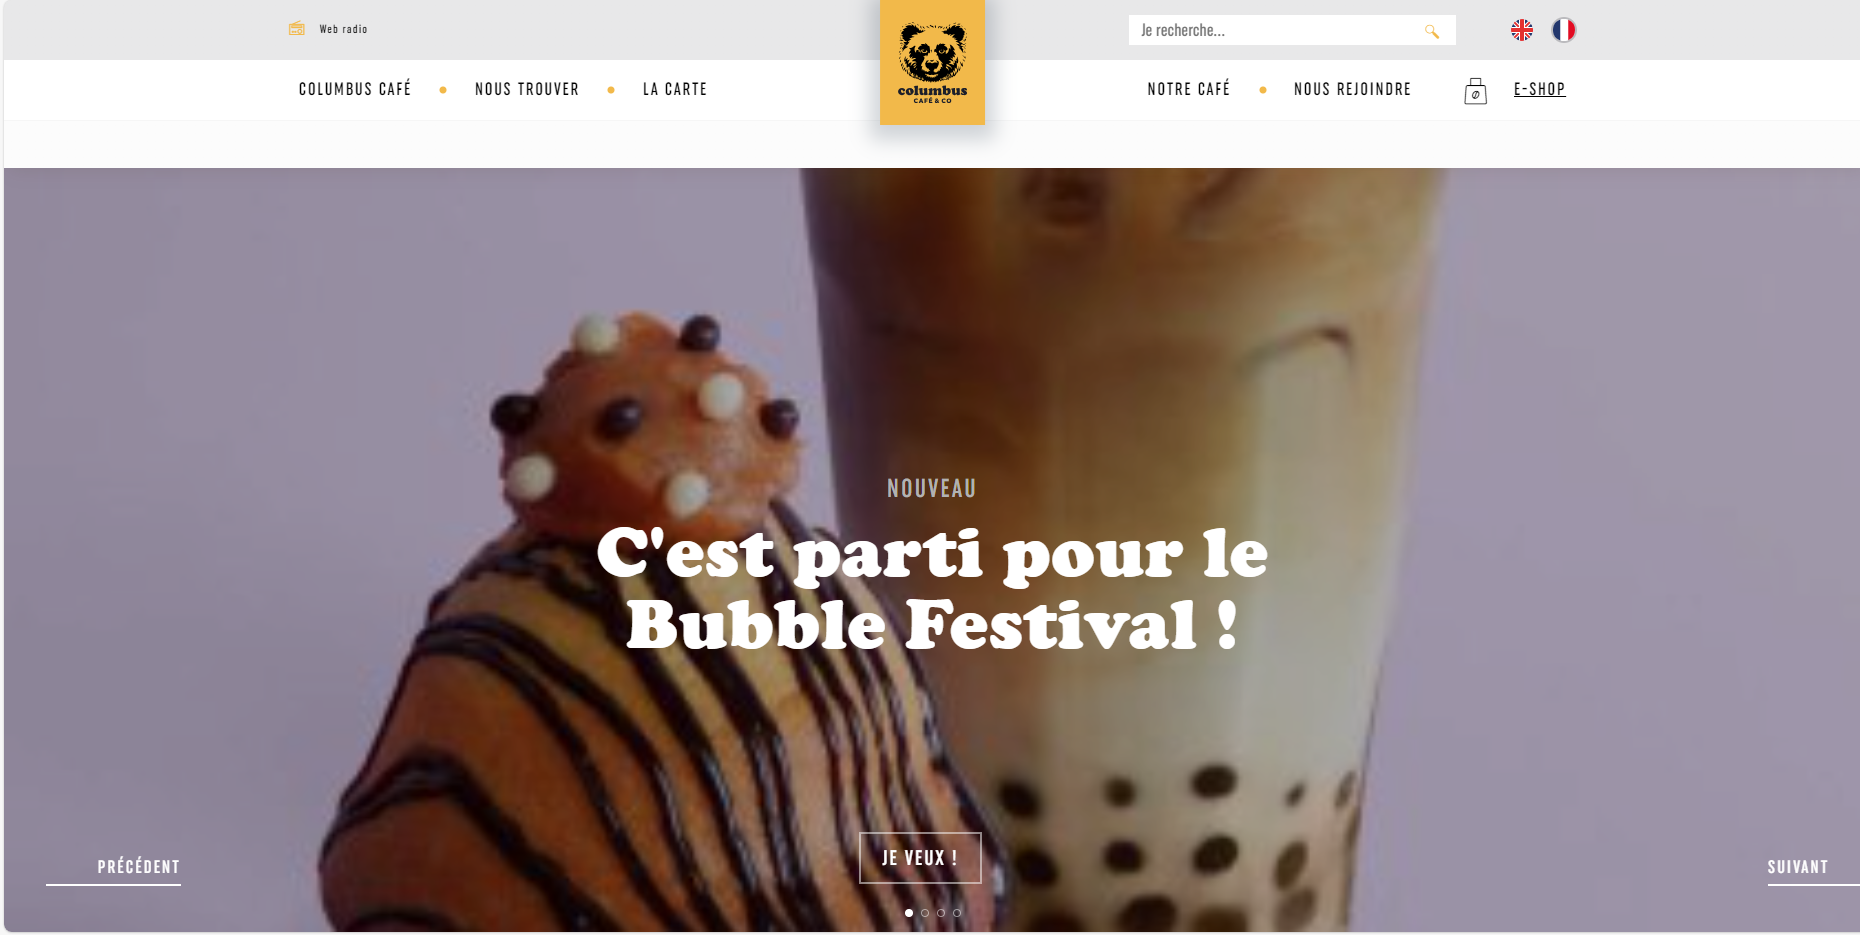 Web radio
Je recherche...
COLUMBUS CAFÉ
NOUS TROUVER
LA CARTE
columbus
CAFÉ & CO
NOTRE CAFÉ
NOUS REJOINDRE
E-SHOP
NOUVEAU
C'est parti pour le
Bubble Festival !
JE VEUX !
PRÉCÉDENT
SUIVANT